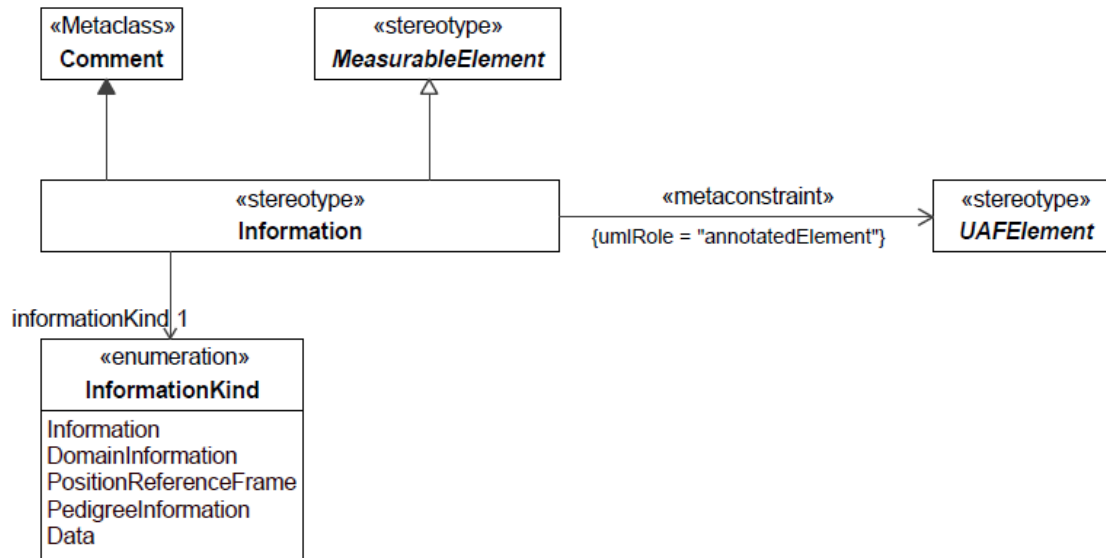 «Metaclass»
Comment
«stereotype»
MeasurableElement
«stereotype»
Information
«metaconstraint»
{umlRole = "annotatedElement"}
«stereotype»
UAFElement
informationKind 1
«enumeration»
InformationKind
Information
DomainInformation
PositionReferenceFrame
PedigreeInformation
Data